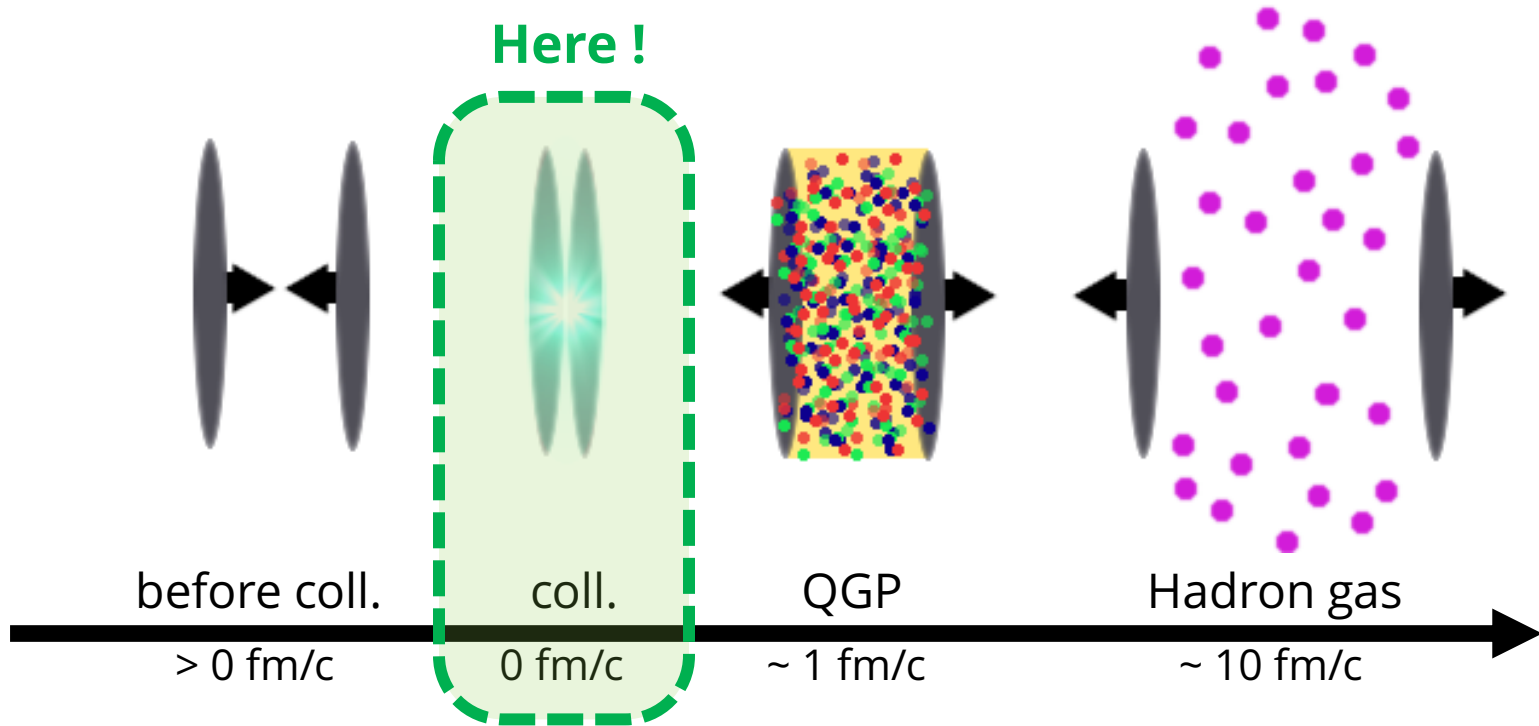 Here !
before coll.
coll.
QGP
Hadron gas
> 0 fm/c
0 fm/c
~ 1 fm/c
~ 10 fm/c